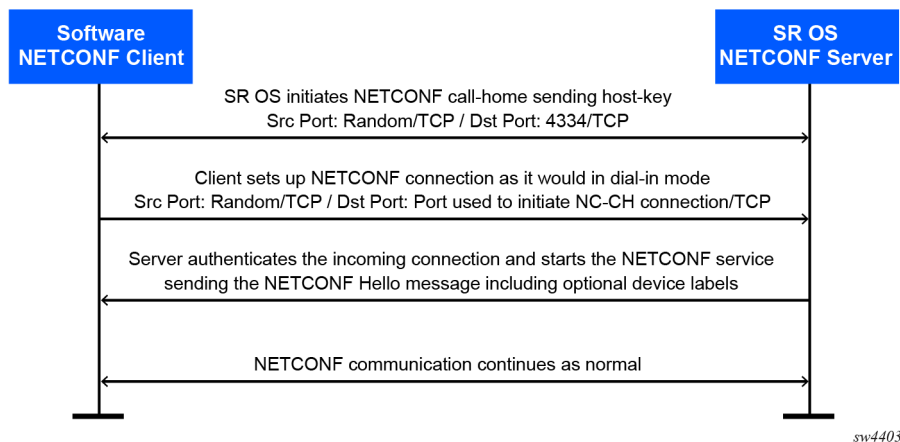 Software
NETCONF Client
SR OS
NETCONF Server
SR OS initiates NETCONF call-home sending host-key
Src Port: Random/TCP / Dst Port: 4334/TCP
Client sets up NETCONF connection as it would in dial-in mode
Src Port: Random/TCP / Dst Port: Port used to initiate NC-CH connection/TCP
Server authenticates the incoming connection and starts the NETCONF service
sending the NETCONF Hello message including optional device labels
NETCONF communication continues as normal
sw4403